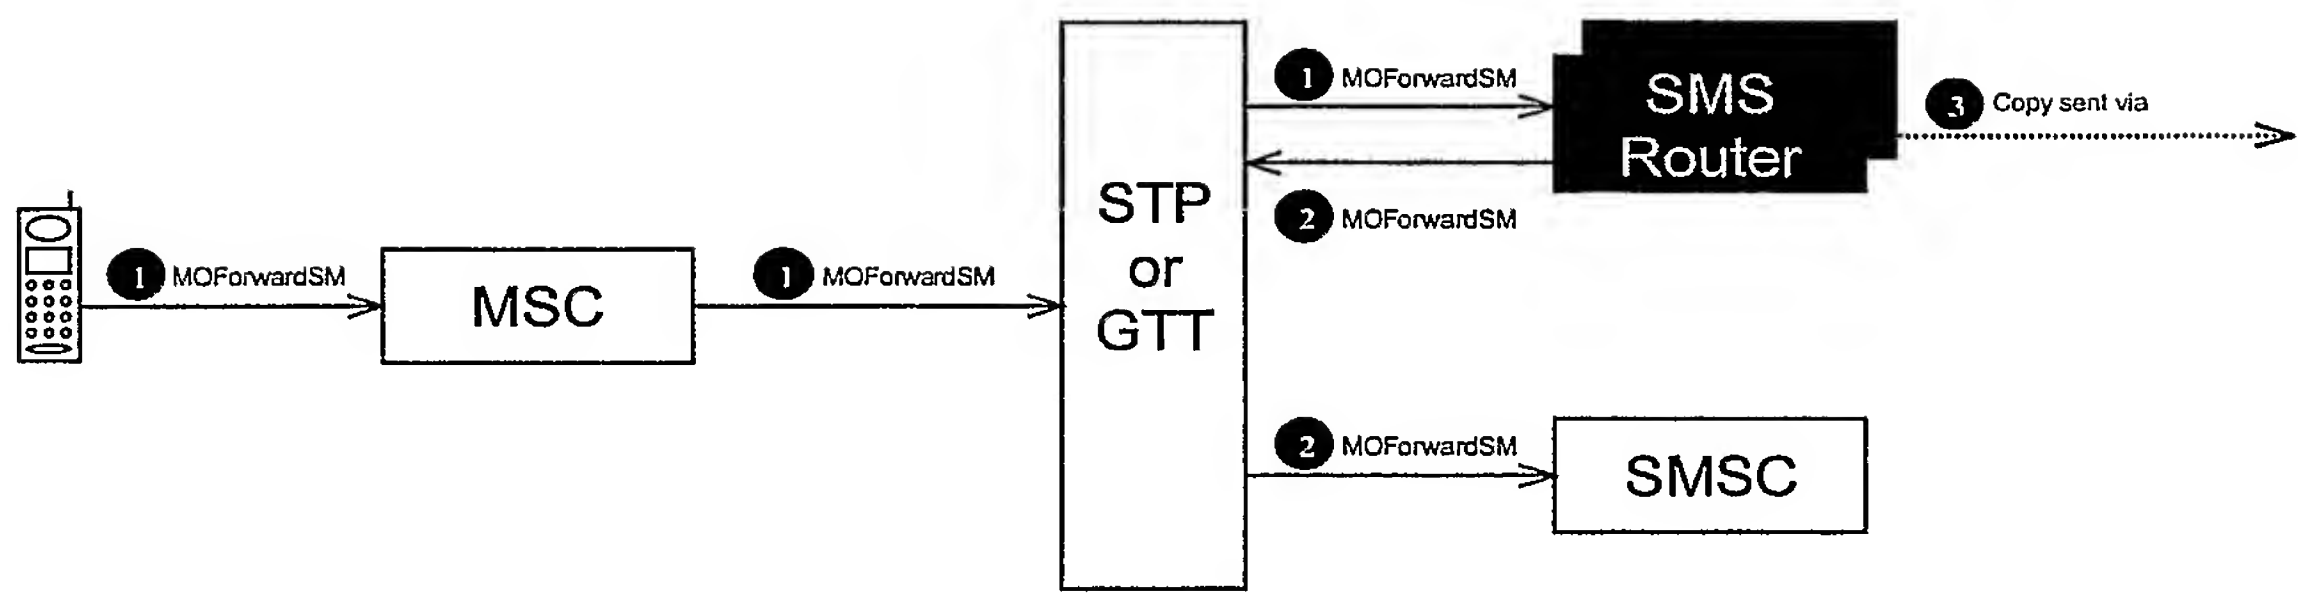 1 MOForwardSM
MSC
1 MOForwardSM
STP
or
GTT
1 MOForwardSM
2 MOForwardSM
SMS
Router
3 Copy sent via
2 MOForwardSM
SMSC